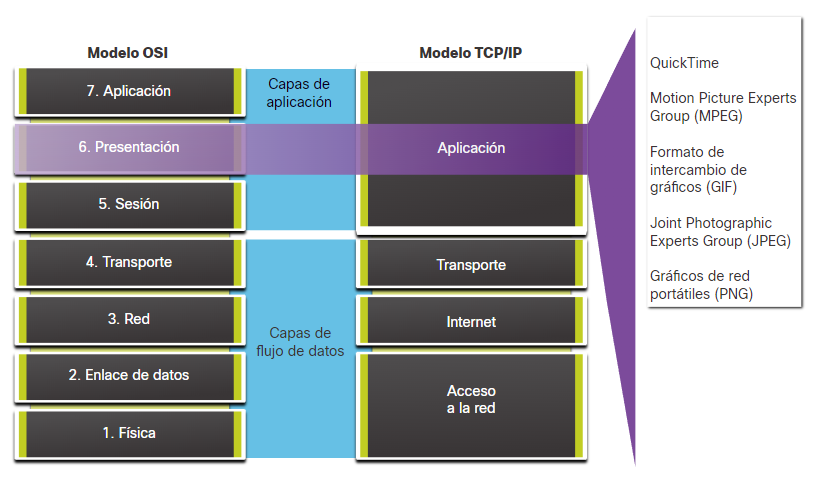 Modelo OSI
7. Aplicación
6. Presentación
5. Sesión
4. Transporte
3. Red
2. Enlace de datos
1. Física
Capas de
aplicación
Capas de
flujo de datos
Modelo TCP/IP
Aplicación
Transporte
Internet
Acceso
a la red
QuickTime
Motion Picture Experts
Group (MPEG)
Formato de
intercambio de
gráficos (GIF)
Joint Photographic
Experts Group (JPEG)
Gráficos de red
portátiles (PNG)